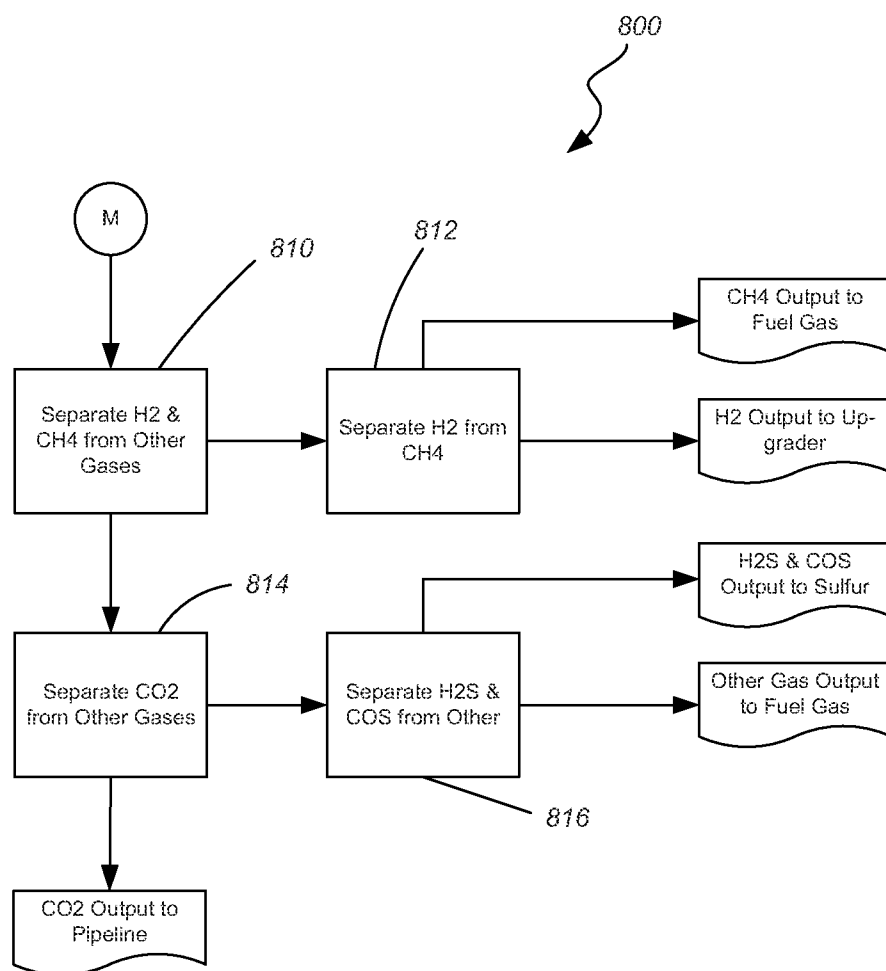 800
M
810
812
Separate H2 &
CH4 from Other
Gases
Separate H2 from
CH4
CH4 Output to
Fuel Gas
H2 Output to Up-
grader
814
Separate CO2
from Other Gases
Separate H2S &
COS from Other
H2S & COS
Output to Sulfur
Other Gas Output
to Fuel Gas
816
CO2 Output to
Pipeline